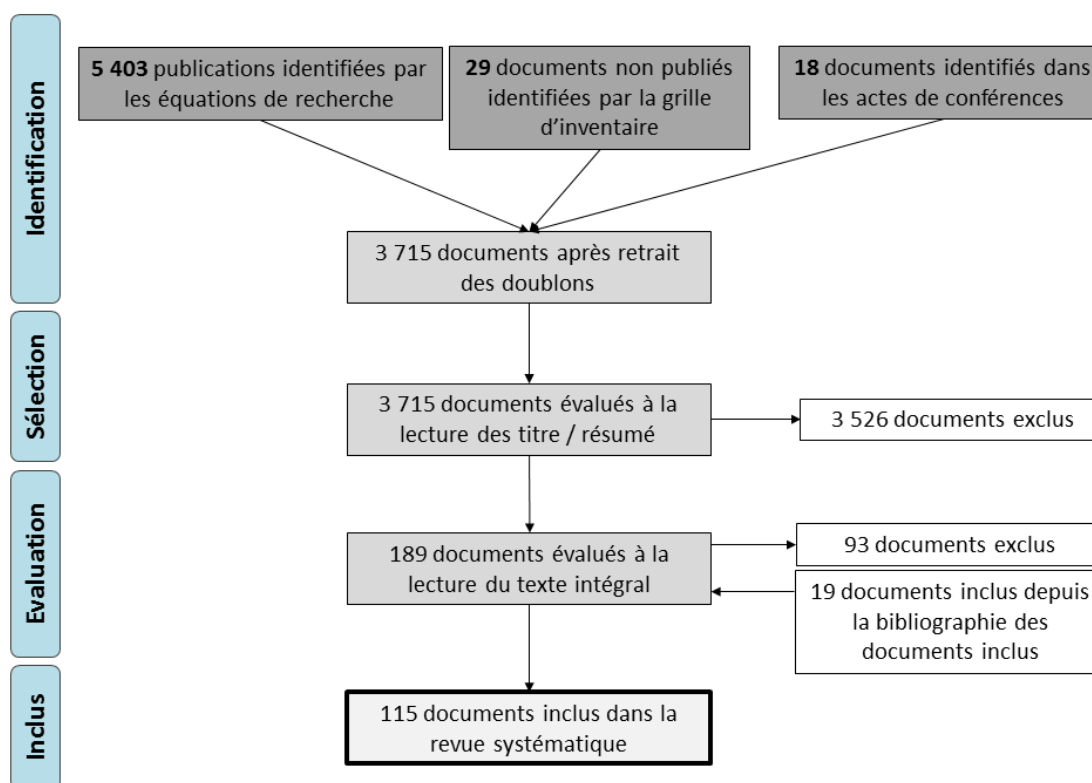 Identification
5 403 publications identifiées par
les équations de recherche
29 documents non publiés
identifiées par la grille
d’inventaire
18 documents identifiés dans
les actes de conférences
3 715 documents après retrait
des doublons
Sélection
3 715 documents évalués à la
lecture des titre / résumé
3 526 documents exclus
Evaluation
189 documents évalués à la
lecture du texte intégral
93 documents exclus
19 documents inclus depuis
la bibliographie des
documents inclus
Inclus
115 documents inclus dans la
revue systématique